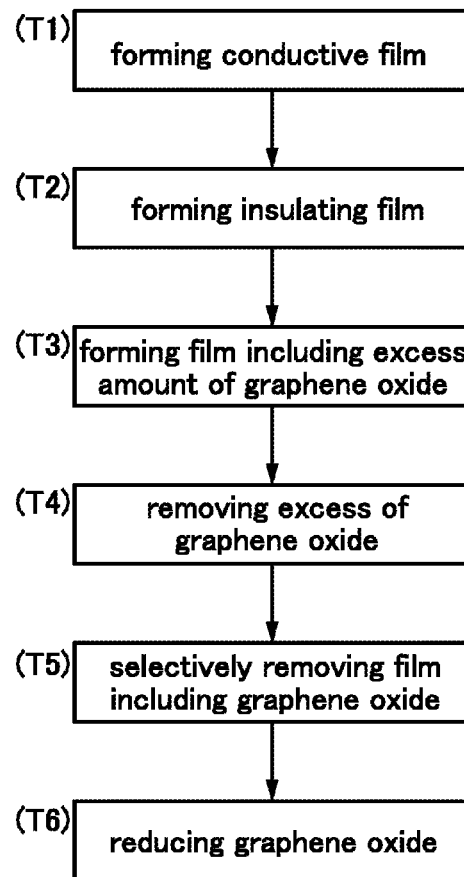 (T1)
forming conductive film
(T2)
forming insulating film
(T3)
forming film including excess
amount of graphene oxide
(T4)
removing excess of
graphene oxide
(T5)
selectively removing film
including graphene oxide
(T6)
reducing graphene oxide